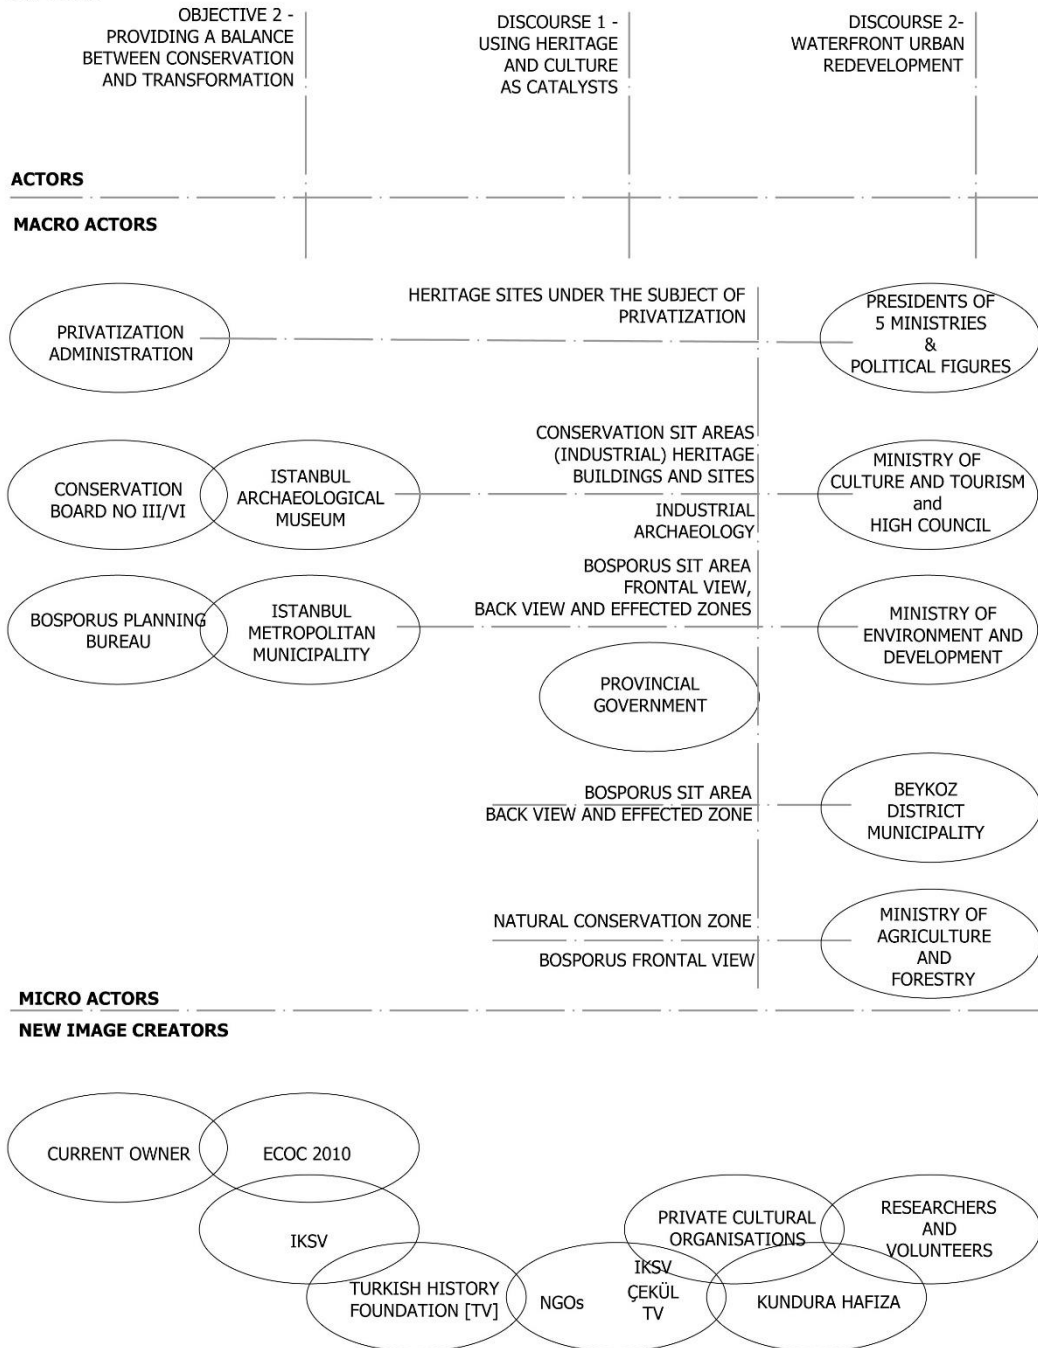 OBJECTIVE 2 -
PROVIDING A BALANCE
BETWEEN CONSERVATION
AND TRANSFORMATION
DISCOURSE 1 -
USING HERITAGE
AND CULTURE
AS CATALYSTS
DISCOURSE 2-
WATERFRONT URBAN
REDEVELOPMENT
ACTORS
MACRO ACTORS
PRIVATIZATION
ADMINISTRATION
HERITAGE SITES UNDER THE SUBJECT OF
PRIVATIZATION
PRESIDENTS OF
5 MINISTRIES
&
POLITICAL FIGURES
CONSERVATION
BOARD NO III/VI
ISTANBUL
ARCHAEOLOGICAL
MUSEUM
CONSERVATION SIT AREAS
(INDUSTRIAL) HERITAGE
BUILDINGS AND SITES
INDUSTRIAL
ARCHAEOLOGY
MINISTRY OF
CULTURE AND TOURISM
and
HIGH COUNCIL
BOSPORUS PLANNING
BUREAU
ISTANBUL
METROPOLITAN
MUNICIPALITY
BOSPORUS SIT AREA
FRONTAL VIEW,
BACK VIEW AND EFFECTED ZONES
MINISTRY OF
ENVIRONMENT AND
DEVELOPMENT
PROVINCIAL
GOVERNMENT
BOSPORUS SIT AREA
BACK VIEW AND EFFECTED ZONE
BEYKOZ
DISTRICT
MUNICIPALITY
NATURAL CONSERVATION ZONE
BOSPORUS FRONTAL VIEW
MINISTRY OF
AGRICULTURE
AND
FORESTRY
MICRO ACTORS
NEW IMAGE CREATORS
CURRENT OWNER
ECOC 2010
IKSV
TURKISH HISTORY
FOUNDATION [TV]
NGOs
IKSV
ÇEKÜL
TV
PRIVATE CULTURAL
ORGANISATIONS
KUNDURA HAFIZA
RESEARCHERS
AND
VOLUNTEERS